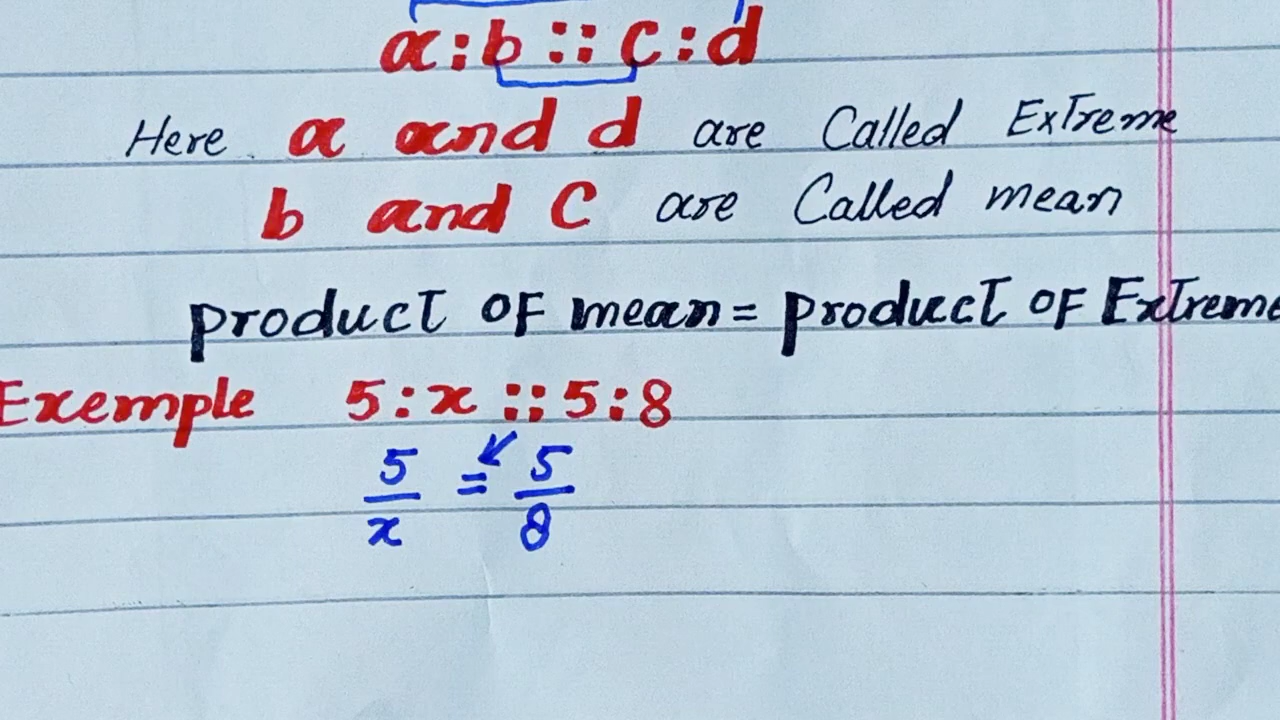 a:b::c:d
Here a and d are Called Extreme
b and C are Called mean
product OF mean = product OF Extreme
Exemple 5:x::5:8
5/x = 5/8